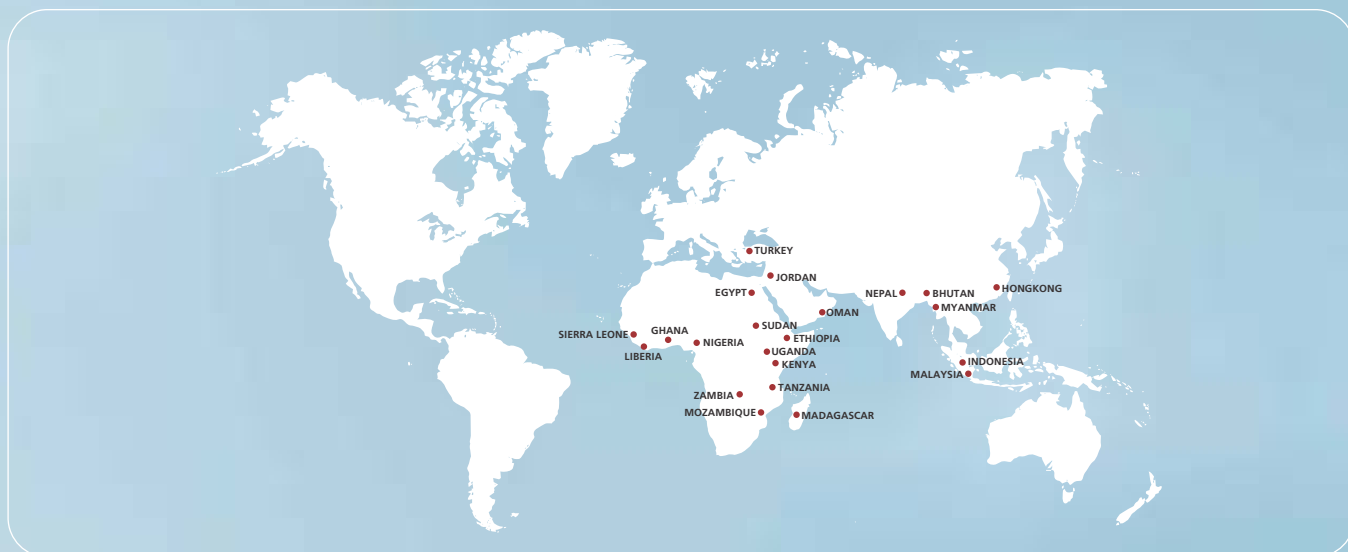 TURKEY
JORDAN
EGYPT
NEPAL
BHUTAN
HONGKONG
MYANMAR
OMAN
SUDAN
SIERRA LEONE
GHANA
ETHIOPIA
NIGERIA
LIBERIA
UGANDA
KENYA
INDONESIA
MALAYSIA
TANZANIA
ZAMBIA
MOZAMBIQUE
MADAGASCAR